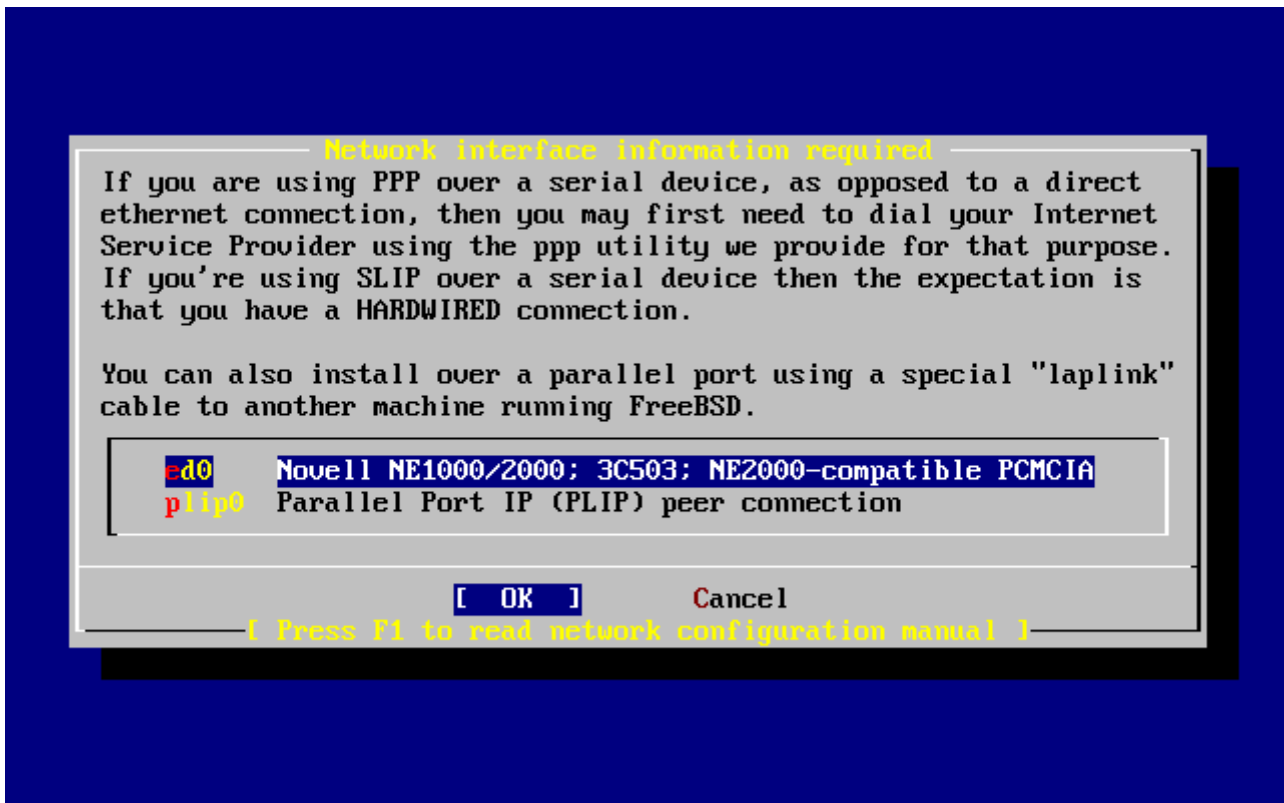 Network interface information required
If you are using PPP over a serial device, as opposed to a direct
ethernet connection, then you may first need to dial your Internet
Service Provider using the ppp utility we provide for that purpose.
If you're using SLIP over a serial device then the expectation is
that you have a HARDWIRED connection.
You can also install over a parallel port using a special "laplink"
cable to another machine running FreeBSD.
ed0 Novell NE1000/2000; 3C503; NE2000-compatible PCMCIA
plip0 Parallel Port IP (PLIP) peer connection
[ OK ] Cancel
[ Press F1 to read network configuration manual ]